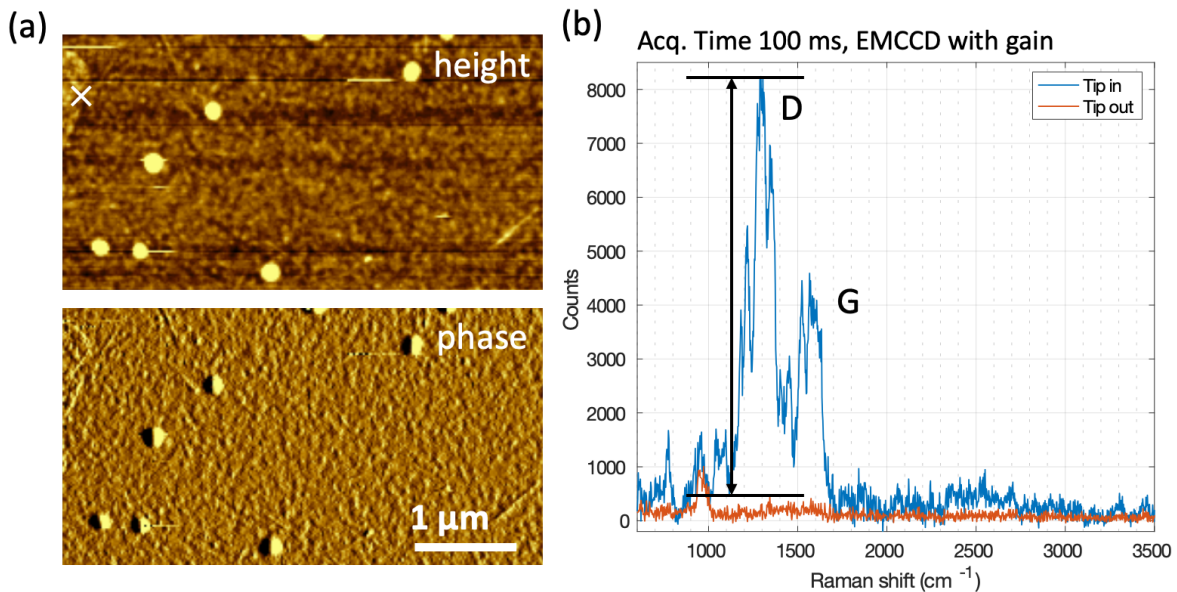 (a)
height
phase
1 μm
(b)
Acq. Time 100 ms, EMCCD with gain
Tip in
Tip out
D
G
Counts
8000
7000
6000
5000
4000
3000
2000
1000
0
1000 1500 2000 2500 3000 3500
Raman shift (cm -1)